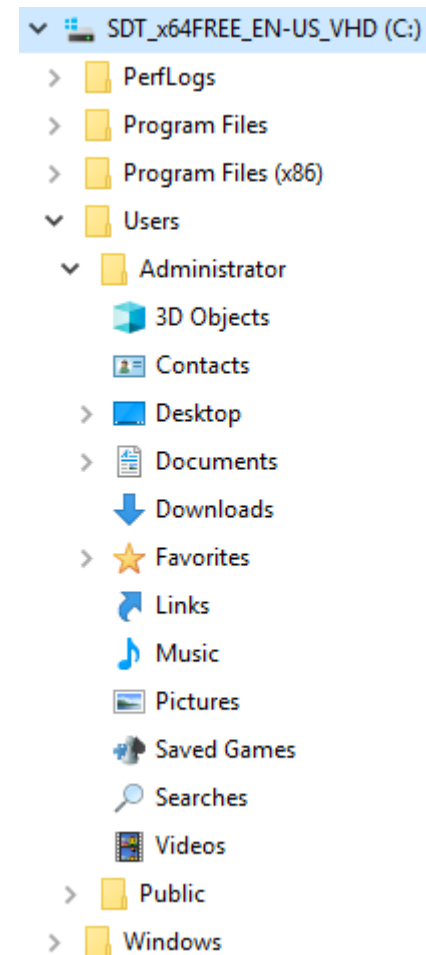 SDT_x64FREE_EN-US_VHD (C:)
PerfLogs
Program Files
Program Files (x86)
Users
Administrator
3D Objects
Contacts
Desktop
Documents
Downloads
Favorites
Links
Music
Pictures
Saved Games
Searches
Videos
Public
Windows